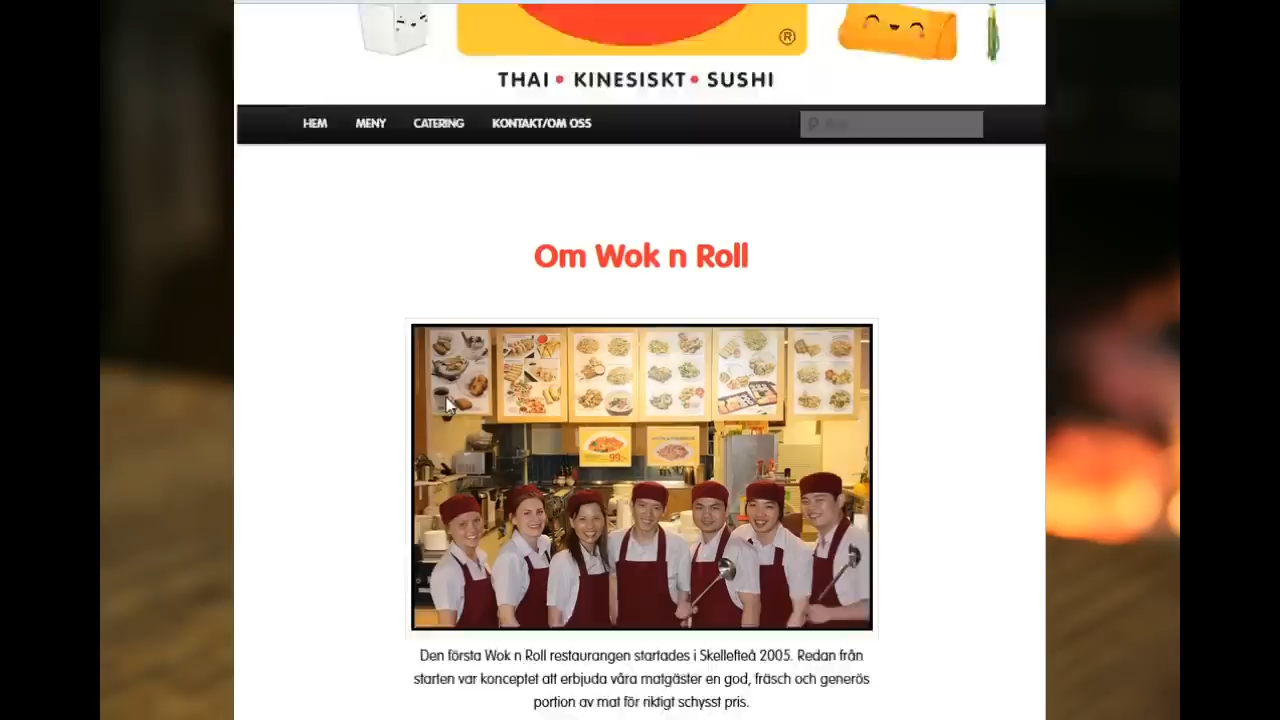 ®
THAI • KINESISKT • SUSHI
HEM MENY CATERING KONTAKT/OM OSS
Om Wok n Roll
99:-
Den första Wok n Roll restaurangen startades i Skellefteå 2005. Redan från
starten var konceptet att erbjuda våra matgäster en god, fräsch och generös
portion av mat för riktigt schysst pris.